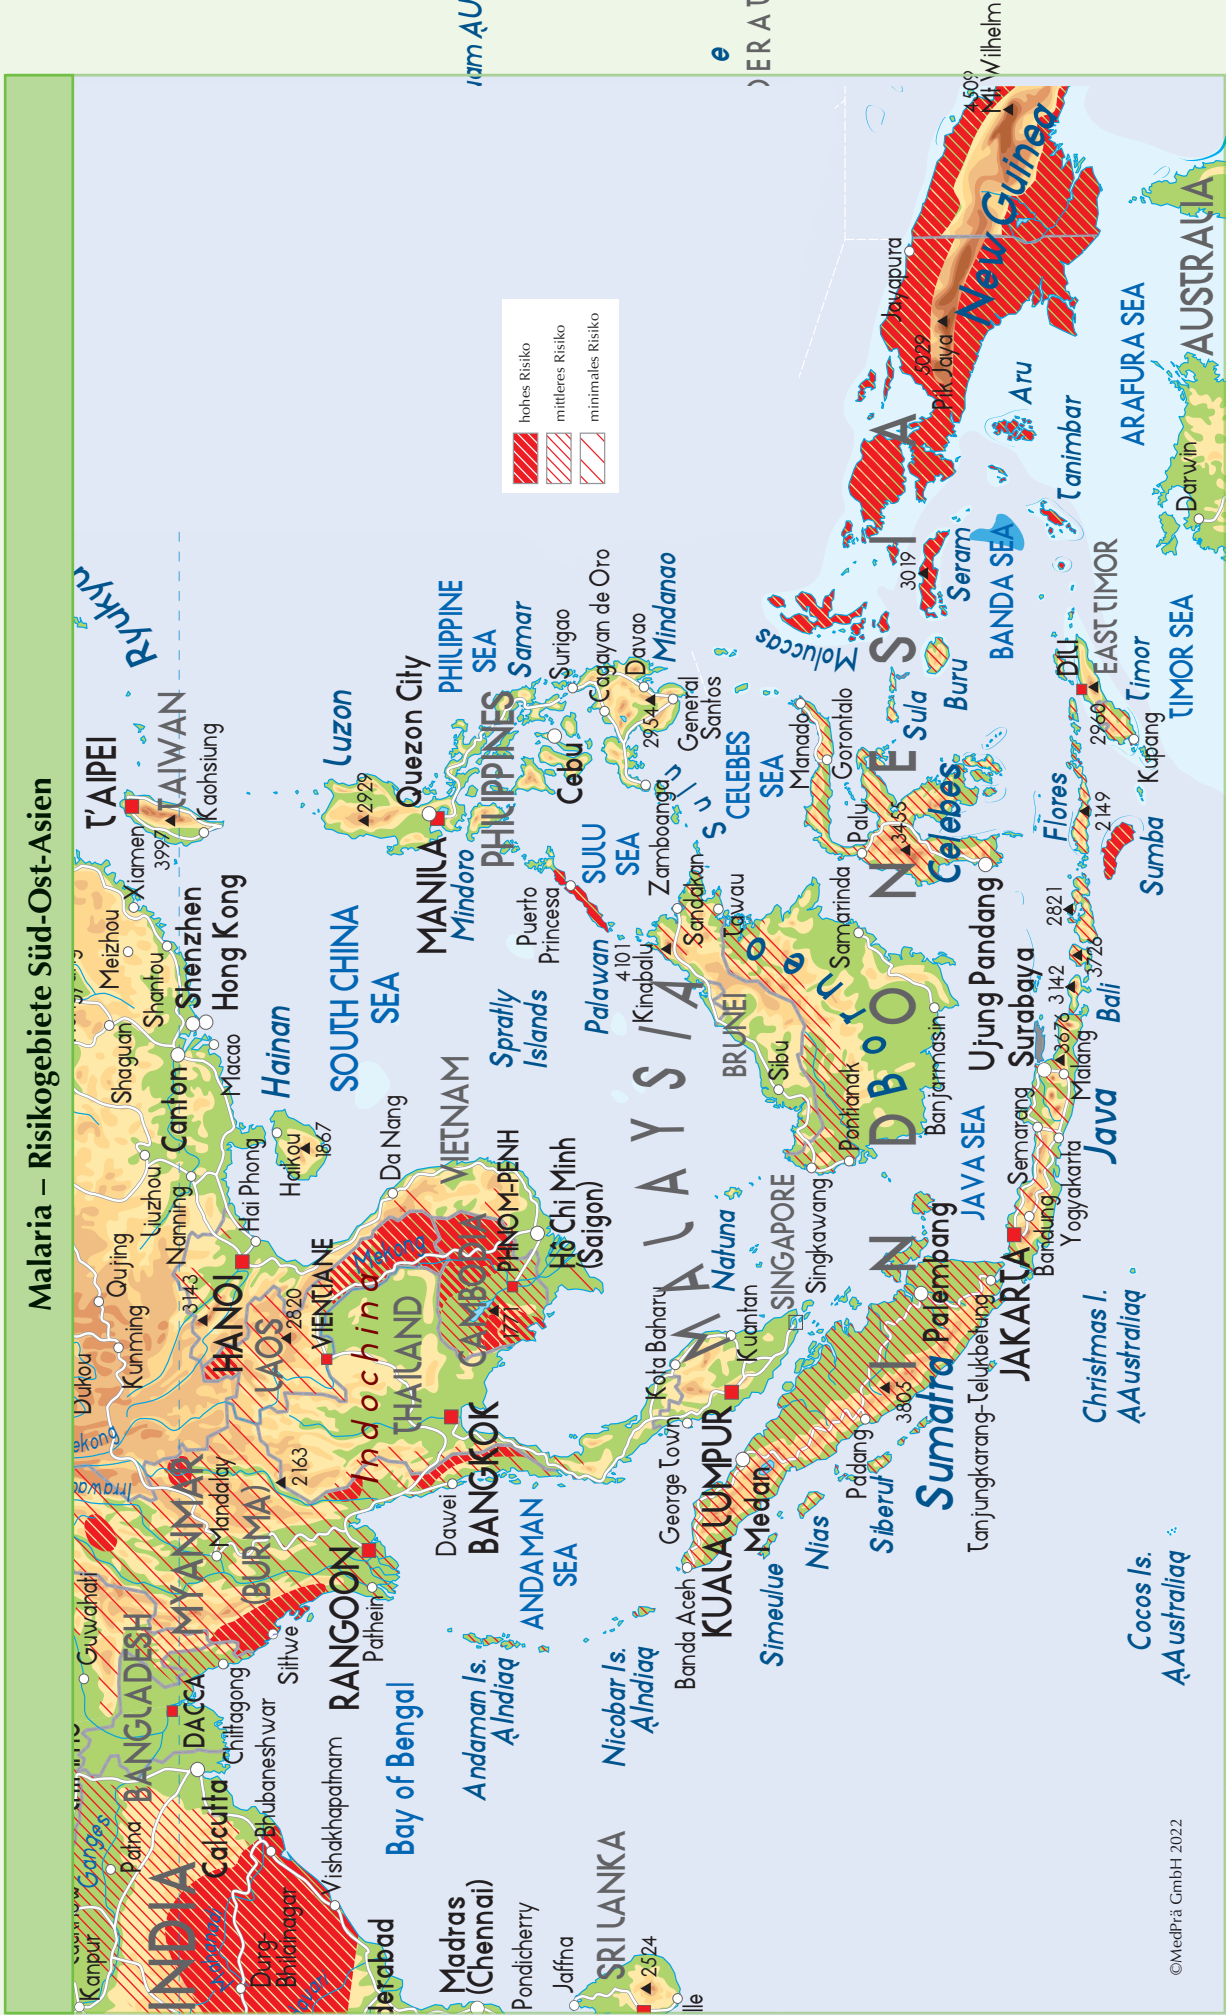 Malaria – Risikogebiete Süd-Ost-Asien
hohes Risiko
mittleres Risiko
minimales Risiko
INDIA
Kanpur
Ganges
Patna
Durg-
Bhilainagar
Calcutta
Bhubaneshwar
Vishakhapatnam
derabad
Madras
(Chennai)
Pondicherry
Jaffna
SRI LANKA
2524
lle
Bay of Bengal
BANGLADESH
DACCA
Chittagong
Guwahati
MYANMAR
(BURMA)
Mandalay
Sittwe
RANGOON
Pathein
Dawei
Irrawad
ekong
2163
Andaman Is.
Nicobar Is.
ANDAMAN
SEA
Dukou
Kunming
Qujing
3143
HANOI
LAOS
2820
VIENTIANE
Indochina
THAILAND
BANGKOK
Mekong
CAMBODIA
1771
PHNOM-PENH
Hô Chi Minh
(Saigon)
VIETNAM
Da Nang
Hai Phong
Nanning
Liuzhou
Haikou
1867
Hainan
Canton
Macao
Shaguan
Shantou
Meizhou
Shenzhen
Hong Kong
Xiamen
T'AIPEI
TAIWAN
3997
Kaohsiung
Ryukyu
SOUTH CHINA
SEA
Spratly
Islands
Luzon
2929
Quezon City
MANILA
Mindoro
PHILIPPINES
PHILIPPINE
SEA
Samar
Surigao
Cebu
Cagayan de Oro
Davao
Mindanao
2954
General
Santos
Zamboanga
Sulu
SULU
SEA
CELEBES
SEA
Puerto
Princesa
Palawan
4101
Kinabalu
Sandakan
Tawau
BRUNEI
MALAYSIA
Sibu
Borneo
Samarinda
Pontianak
Banjarmasin
Singkawang
Natuna
SINGAPORE
Kota Baharu
Kuantan
George Town
KUALA LUMPUR
Medan
Banda Aceh
Simeulue
Nias
Siberut
Padang
3805
Sumatra
Palembang
Tanjungkarang-Telukbetung
JAKARTA
Bandung
Semarang
Yogyakarta
JAVA SEA
Java
Surabaya
Malang
3676
Bali
3142
3726
2821
INDONESIA
Ujung Pandang
Celebes
3455
Palu
Gorontalo
Manado
Moluccas
Sula
Buru
Seram
3019
BANDA SEA
Flores
2149
Sumba
Kupang
Timor
DILI
2960
EAST TIMOR
TIMOR SEA
Tanimbar
Aru
ARAFURA SEA
Jayapura
5029
Pik Jaya
New Guinea
4509
Mt. Wilhelm
Darwin
AUSTRALIA
Christmas I.
Cocos Is.
©MedPrä GmbH 2022